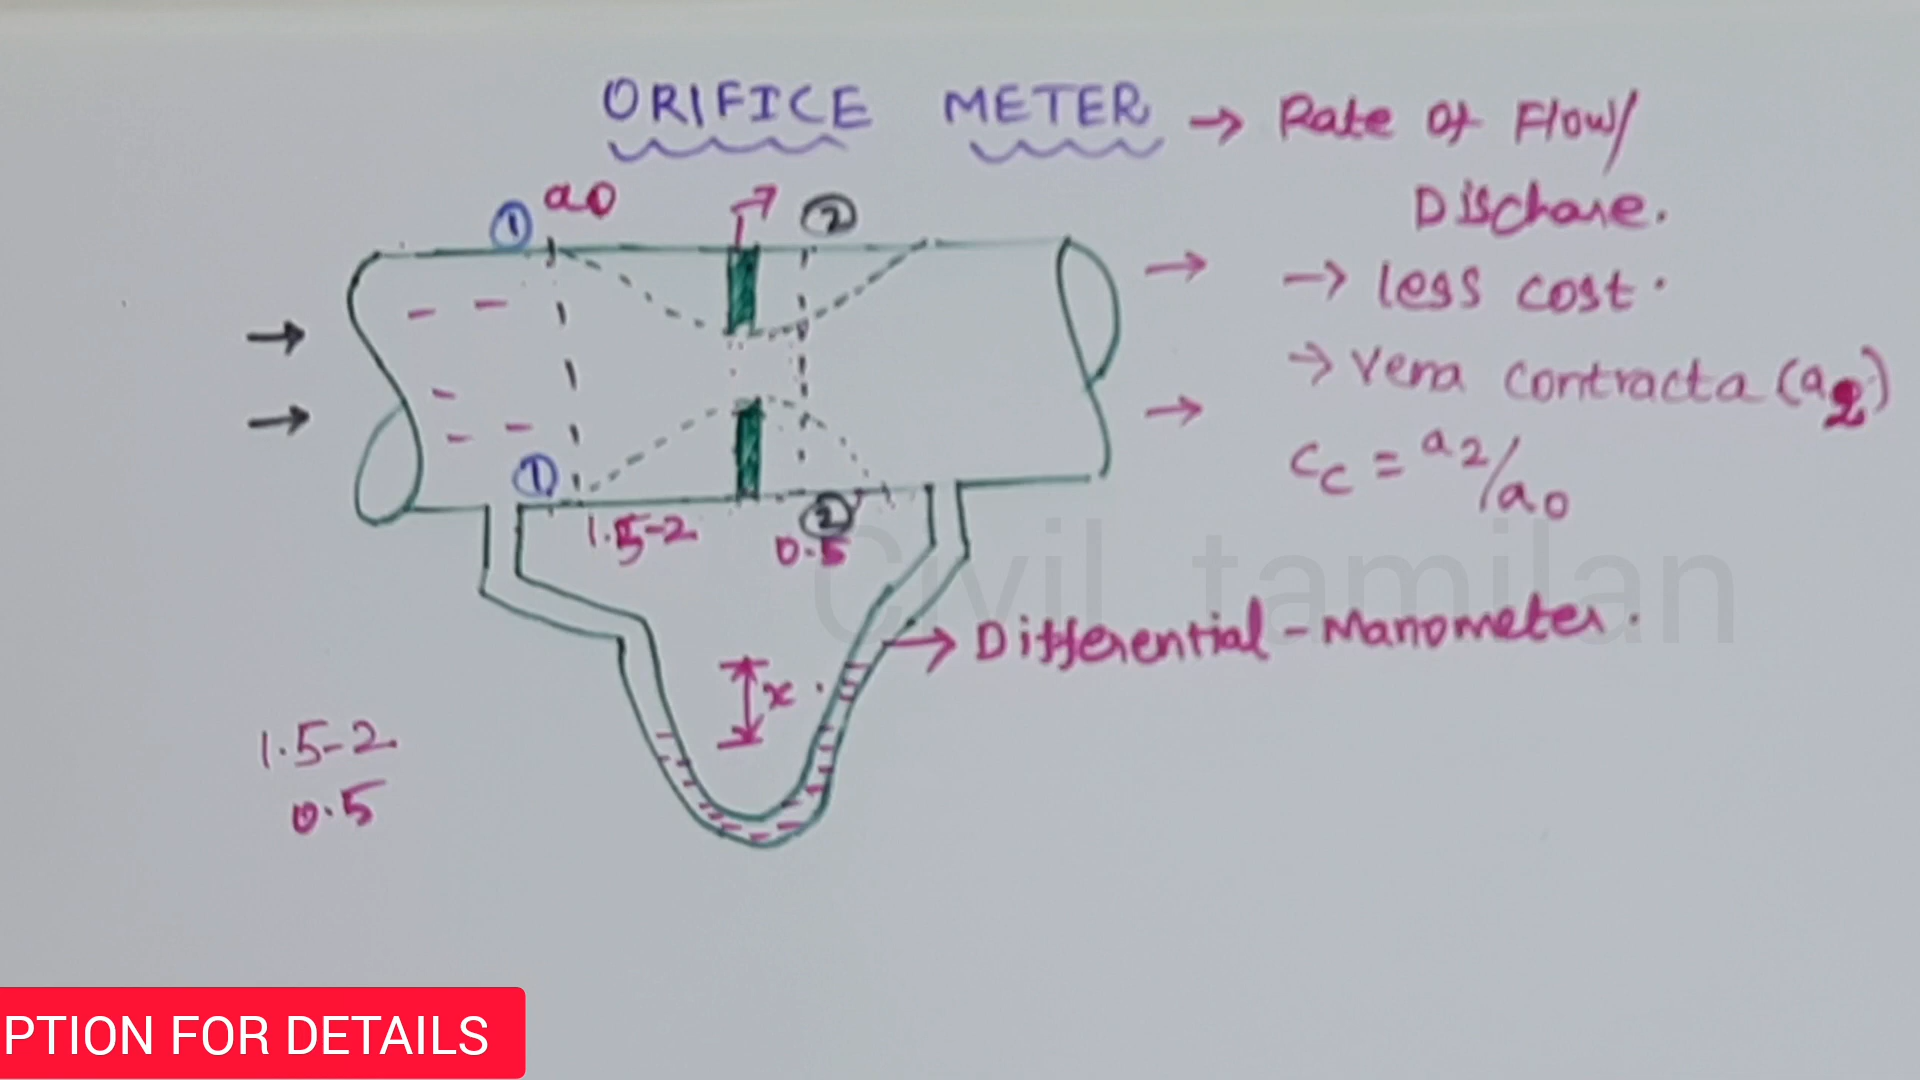 ORIFICE METER → Rate of Flow/
Dischare.
① a0 ②
→ less cost.
→ Vena contracta (a2)
Cc = a2/a0
① ②
1.5-2 0.5
Civil tamilan
→ Differential-Manometer.
x
1.5-2
0.5
PTION FOR DETAILS